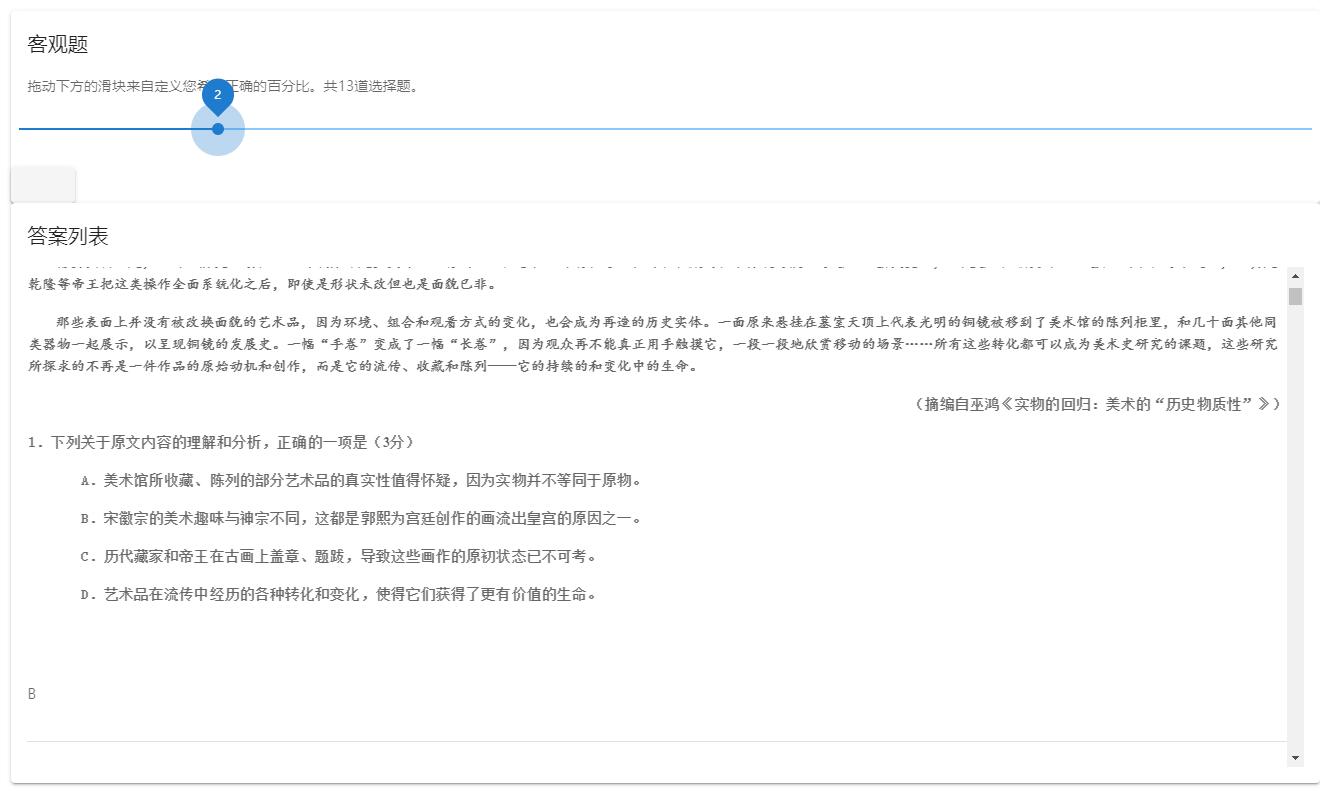 客观题
拖动下方的滑块来自定义您希 正确的百分比。共13道选择题。
2
答案列表
乾隆等帝王把这类操作全面系统化之后，即使是形状未改但也是面貌已非。
那些表面上并没有被改换面貌的艺术品，因为环境、组合和观看方式的变化，也会成为再造的历史实体。一面原来悬挂在墓室天顶上代表光明的铜镜被移到了美术馆的陈列柜里，和几十面其他同
类器物一起展示，以呈现铜镜的发展史。一幅“手卷”变成了一幅“长卷”，因为观众再不能真正用手触摸它，一段一段地欣赏移动的场景……所有这些转化都可以成为美术史研究的课题，这些研究
所探求的不再是一件作品的原始动机和创作，而是它的流传、收藏和陈列——它的持续的和变化中的生命。
（摘编自巫鸿《实物的回归：美术的“历史物质性”》）
1．下列关于原文内容的理解和分析，正确的一项是（3分）
A．美术馆所收藏、陈列的部分艺术品的真实性值得怀疑，因为实物并不等同于原物。
B．宋徽宗的美术趣味与神宗不同，这都是郭熙为宫廷创作的画流出皇宫的原因之一。
C．历代藏家和帝王在古画上盖章、题跋，导致这些画作的原初状态已不可考。
D．艺术品在流传中经历的各种转化和变化，使得它们获得了更有价值的生命。
B